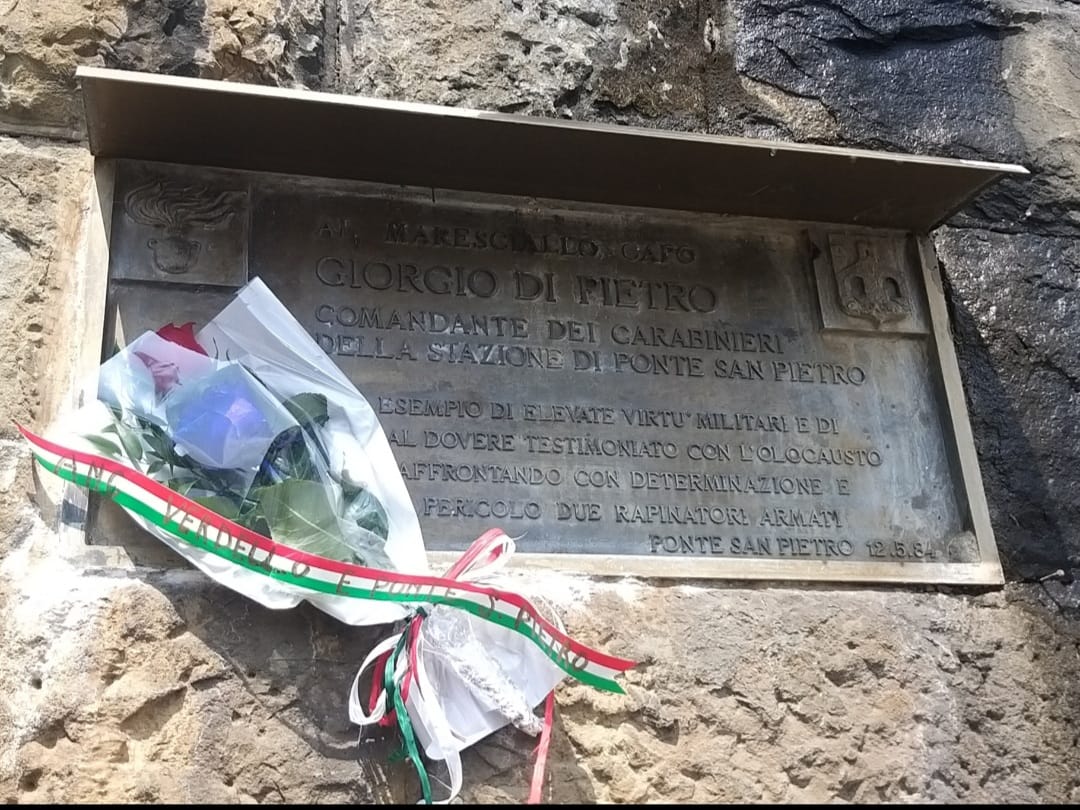 AL MARESCIALLO CAPO
GIORGIO DI PIETRO
COMANDANTE DEI CARABINIERI
DELLA STAZIONE DI PONTE SAN PIETRO
ESEMPIO DI ELEVATE VIRTU' MILITARI E DI
AL DOVERE TESTIMONIATO CON L'OLOCAUSTO
AFFRONTANDO CON DETERMINAZIONE E
PERICOLO DUE RAPINATORI ARMATI
PONTE SAN PIETRO 12.5.84
VERDELLO E PONTE S. PIETRO